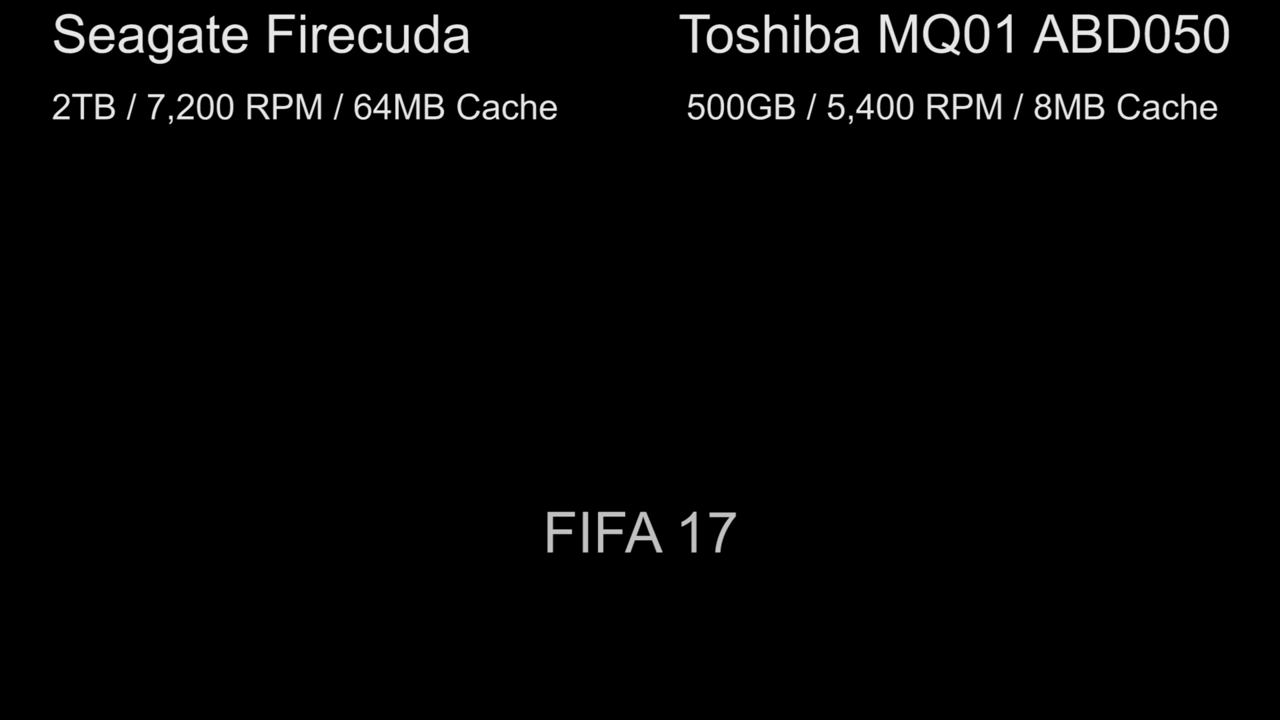 Seagate Firecuda
2TB / 7,200 RPM / 64MB Cache
Toshiba MQ01 ABD050
500GB / 5,400 RPM / 8MB Cache
FIFA 17